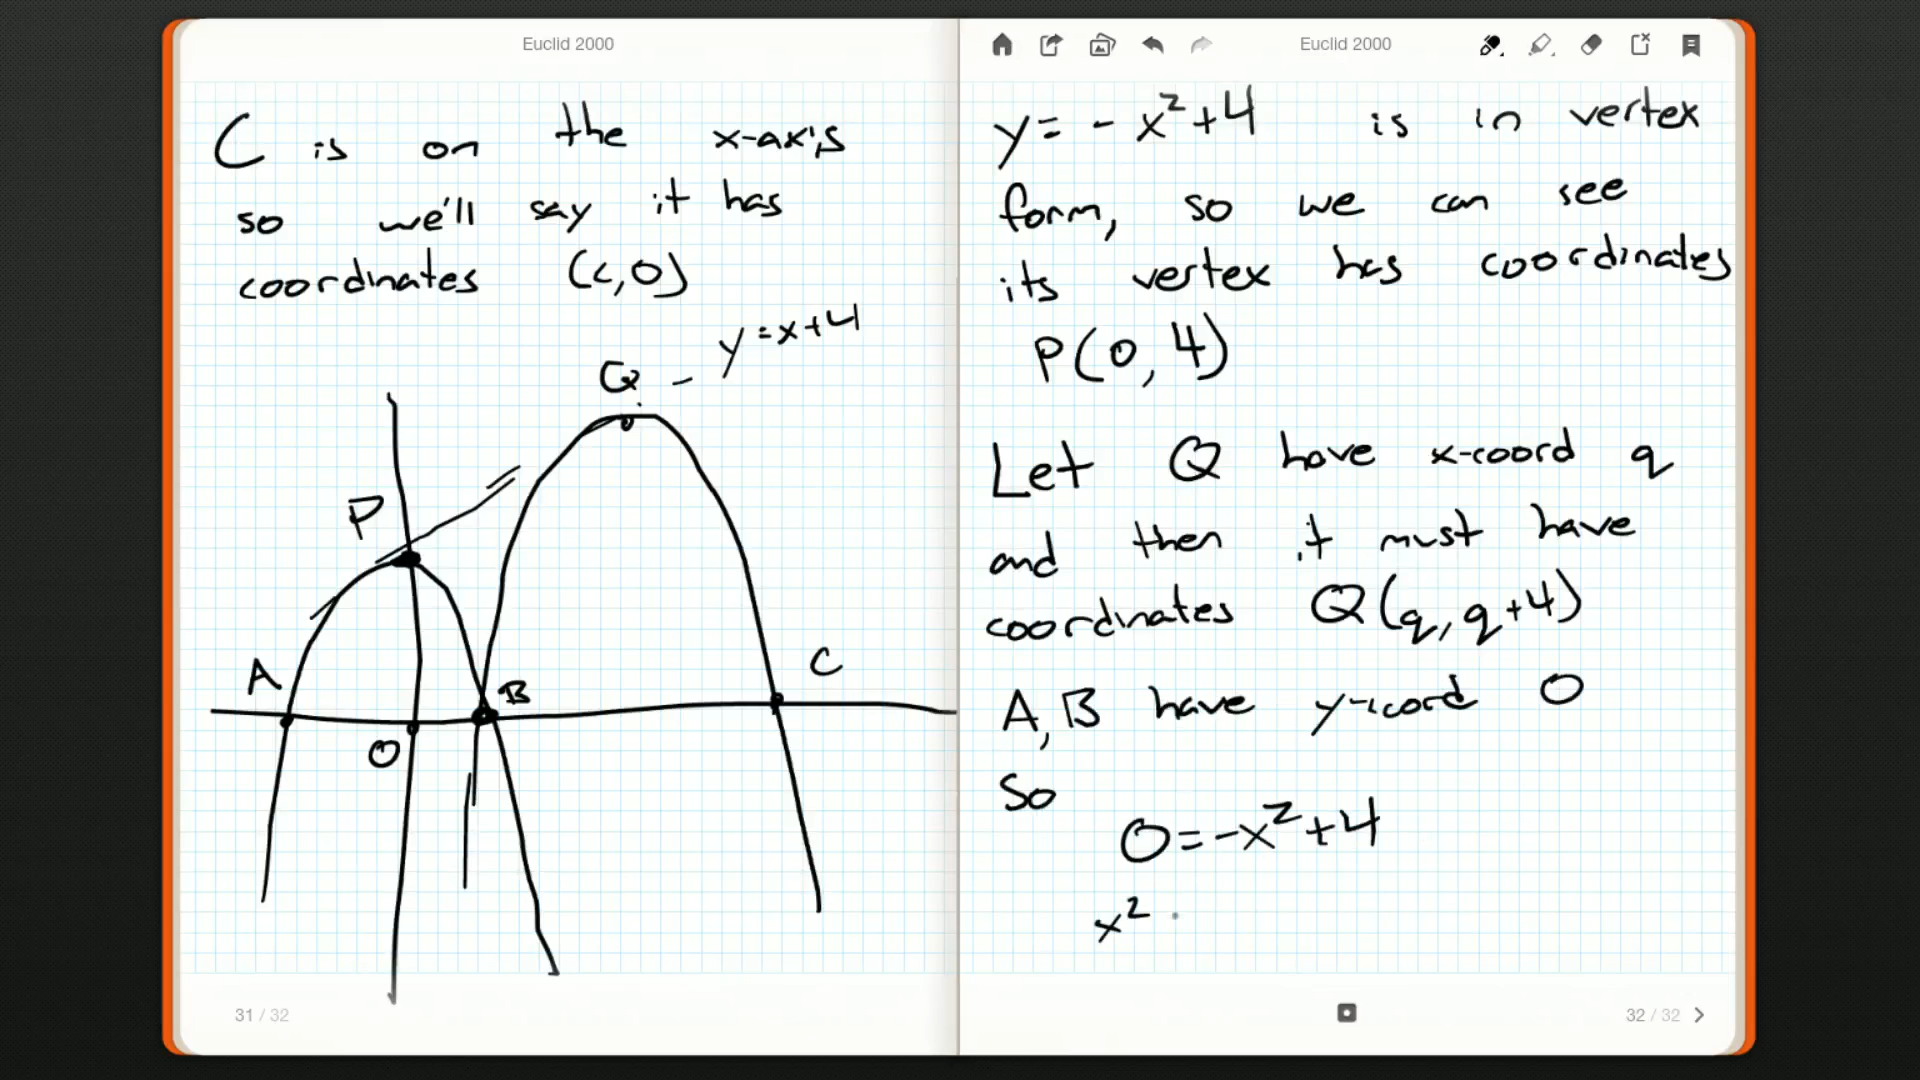 Euclid 2000
C is on the x-axis
so we'll say it has
coordinates (c,0)
y=x+4
Q
P
A
B
C
O
31 / 32
Euclid 2000
y = - x²+4 is in vertex
form, so we can see
its vertex has coordinates
P(0,4)
Let Q have x-coord q
and then it must have
coordinates Q(q, q+4)
A, B have y-cord 0
So
0=-x²+4
x²
32 / 32